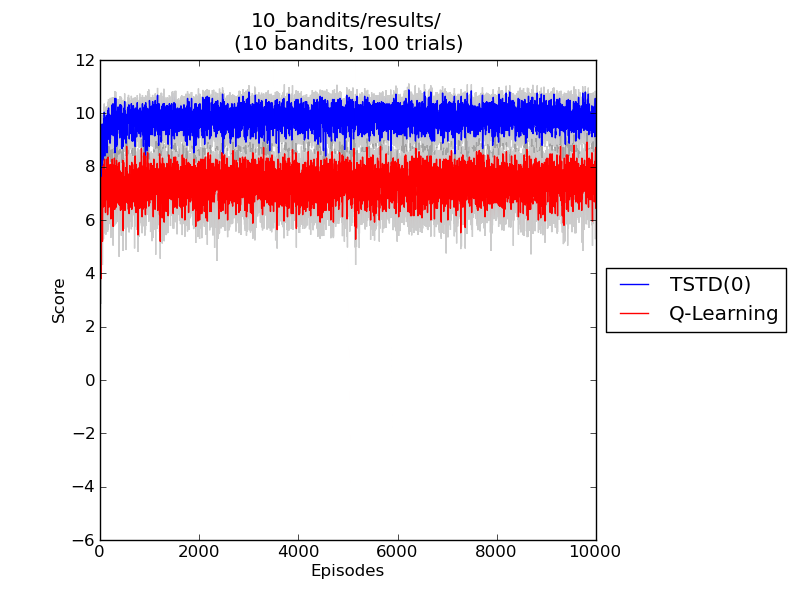 10_bandits/results/
(10 bandits, 100 trials)
12
10
8
6
4
2
0
−2
−4
−6
Score
0
2000
4000
6000
8000
10000
Episodes
TSTD(0)
Q-Learning